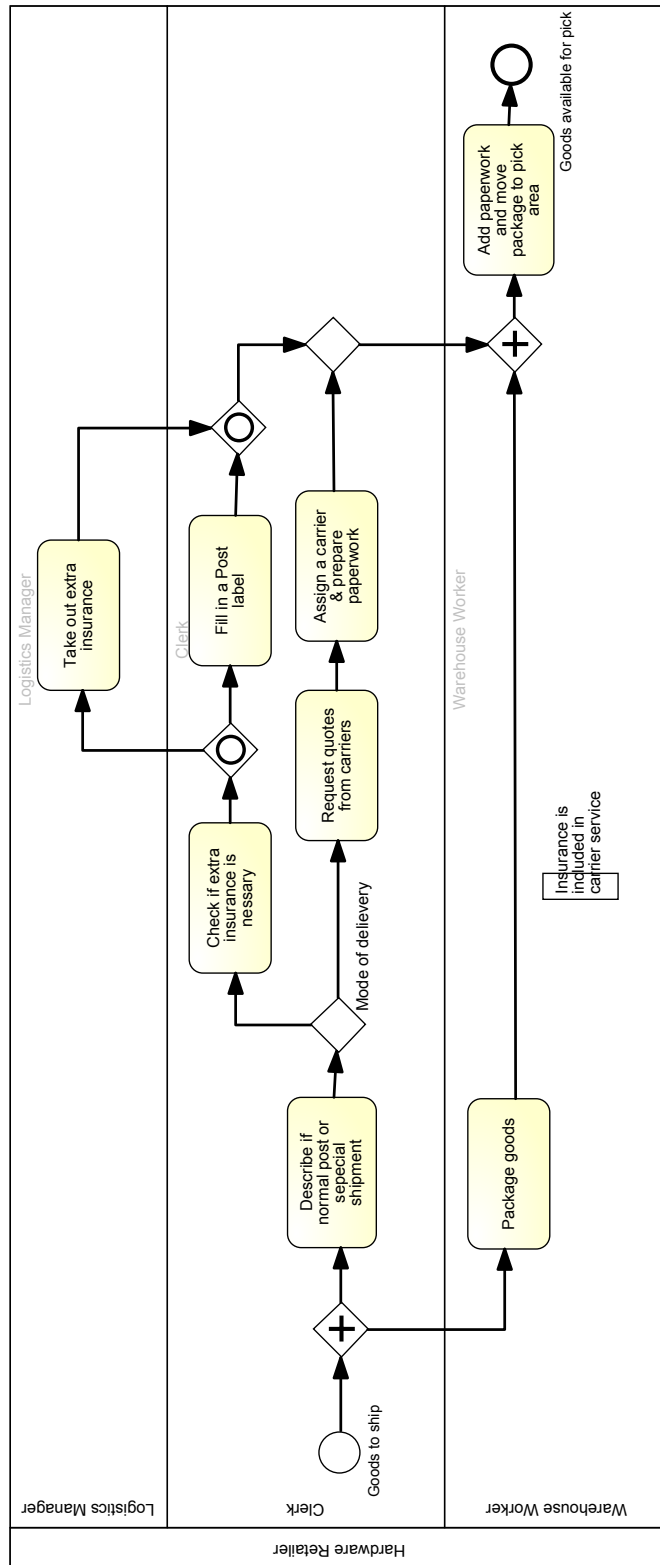 Hardware Retailer
Logistics Manager
Logistics Manager
Take out extra
insurance
Clerk
Clerk
Goods to ship
Describe if
normal post or
sepecial
shipment
Mode of delievery
Check if extra
insurance is
nessary
Fill in a Post
label
Request quotes
from carriers
Assign a carrier
& prepare
paperwork
Warehouse Worker
Warehouse Worker
Package goods
Insurance is
included in
carrier service
Add paperwork
and move
package to pick
area
Goods available for pick